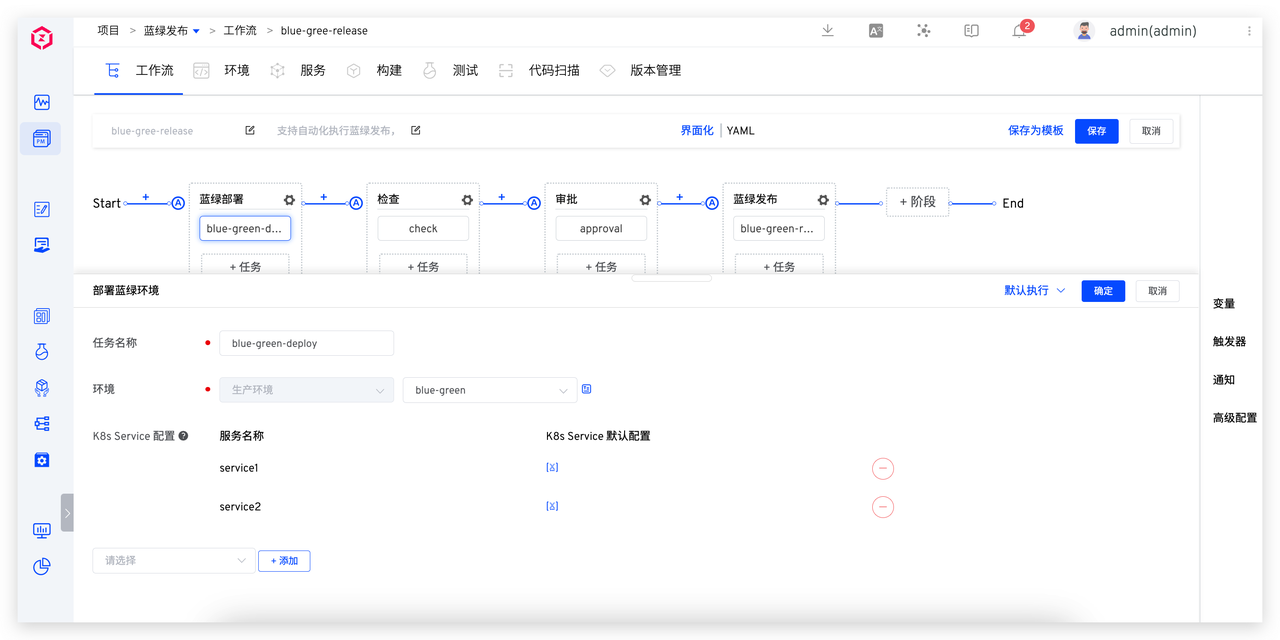 项目 > 蓝绿发布 > 工作流 > blue-gree-release
2
admin(admin)
工作流 环境 服务 构建 测试 代码扫描 版本管理
blue-gree-release 支持自动化执行蓝绿发布， 界面化 | YAML 保存为模板 保存 取消
Start + A 蓝绿部署 + A 检查 + A 审批 + A 蓝绿发布 + 阶段 End
blue-green-d... check approval blue-green-r...
+ 任务 + 任务 + 任务 + 任务
部署蓝绿环境 默认执行 确定 取消
变量
触发器
通知
高级配置
任务名称 blue-green-deploy
环境 生产环境 blue-green
K8s Service 配置 服务名称 K8s Service 默认配置
service1
service2
请选择 + 添加